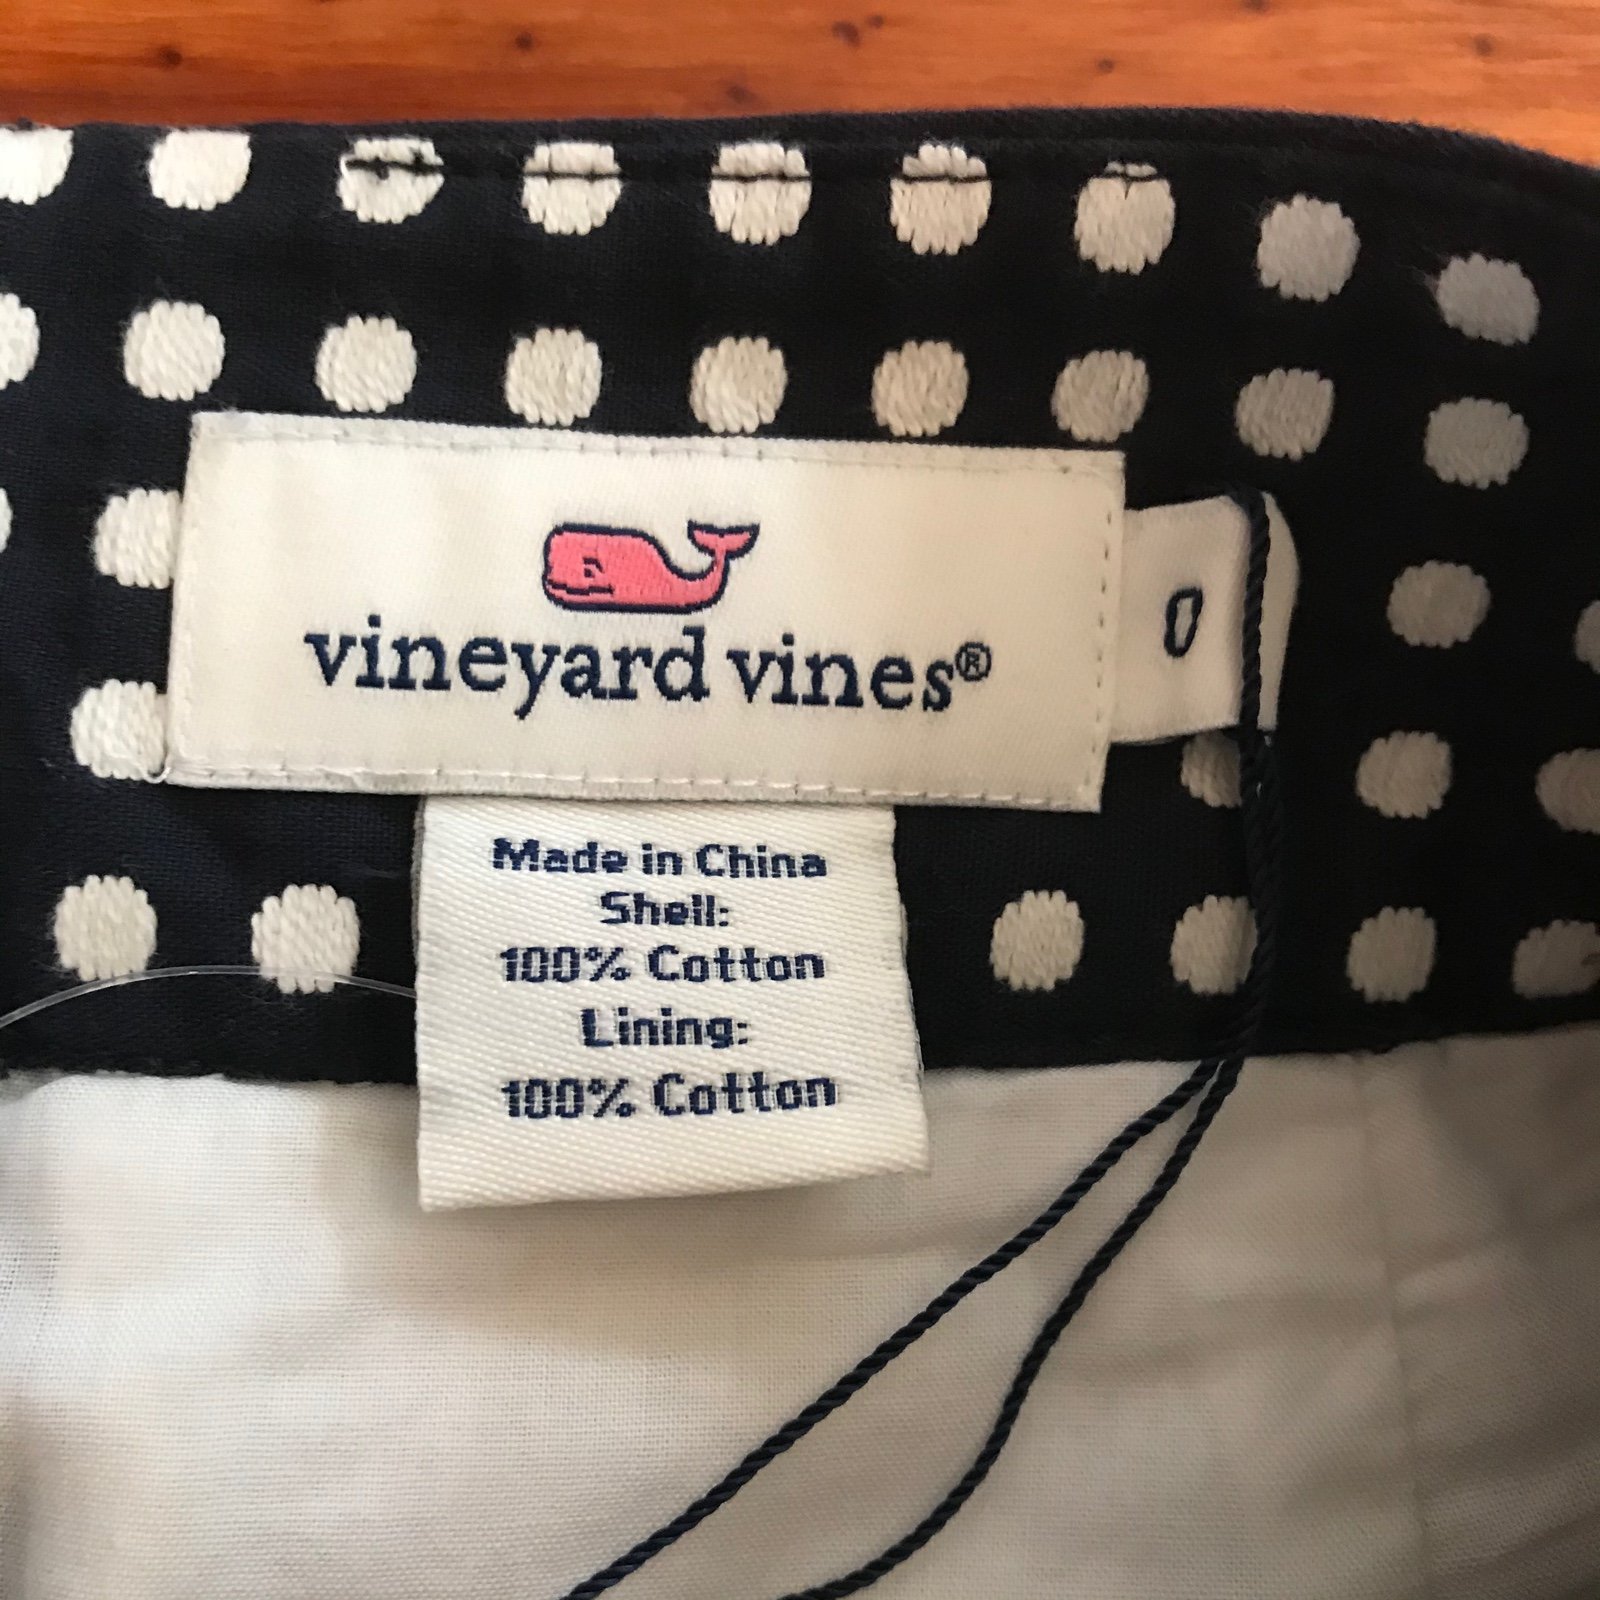 vineyard vines®
0
Made in China
Shell:
100% Cotton
Lining:
100% Cotton